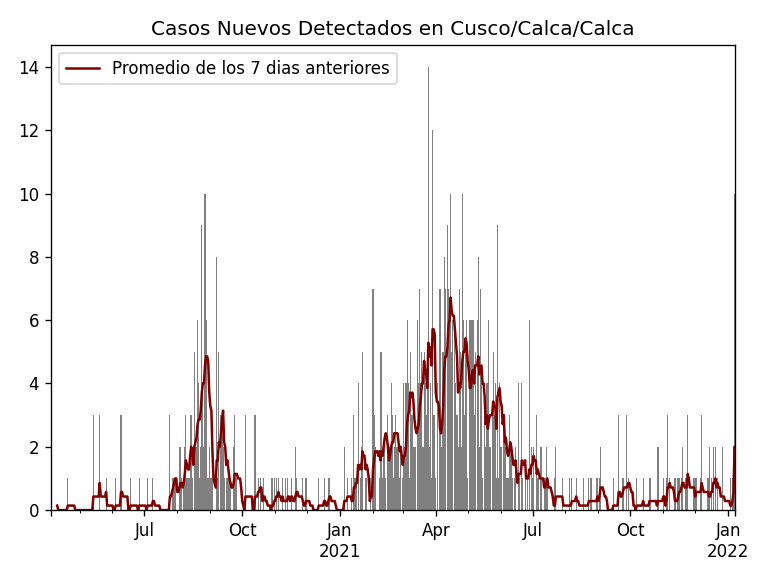 Casos Nuevos Detectados en Cusco/Calca/Calca
Promedio de los 7 dias anteriores
14
12
10
8
6
4
2
0
Jul
Oct
Jan
2021
Apr
Jul
Oct
Jan
2022